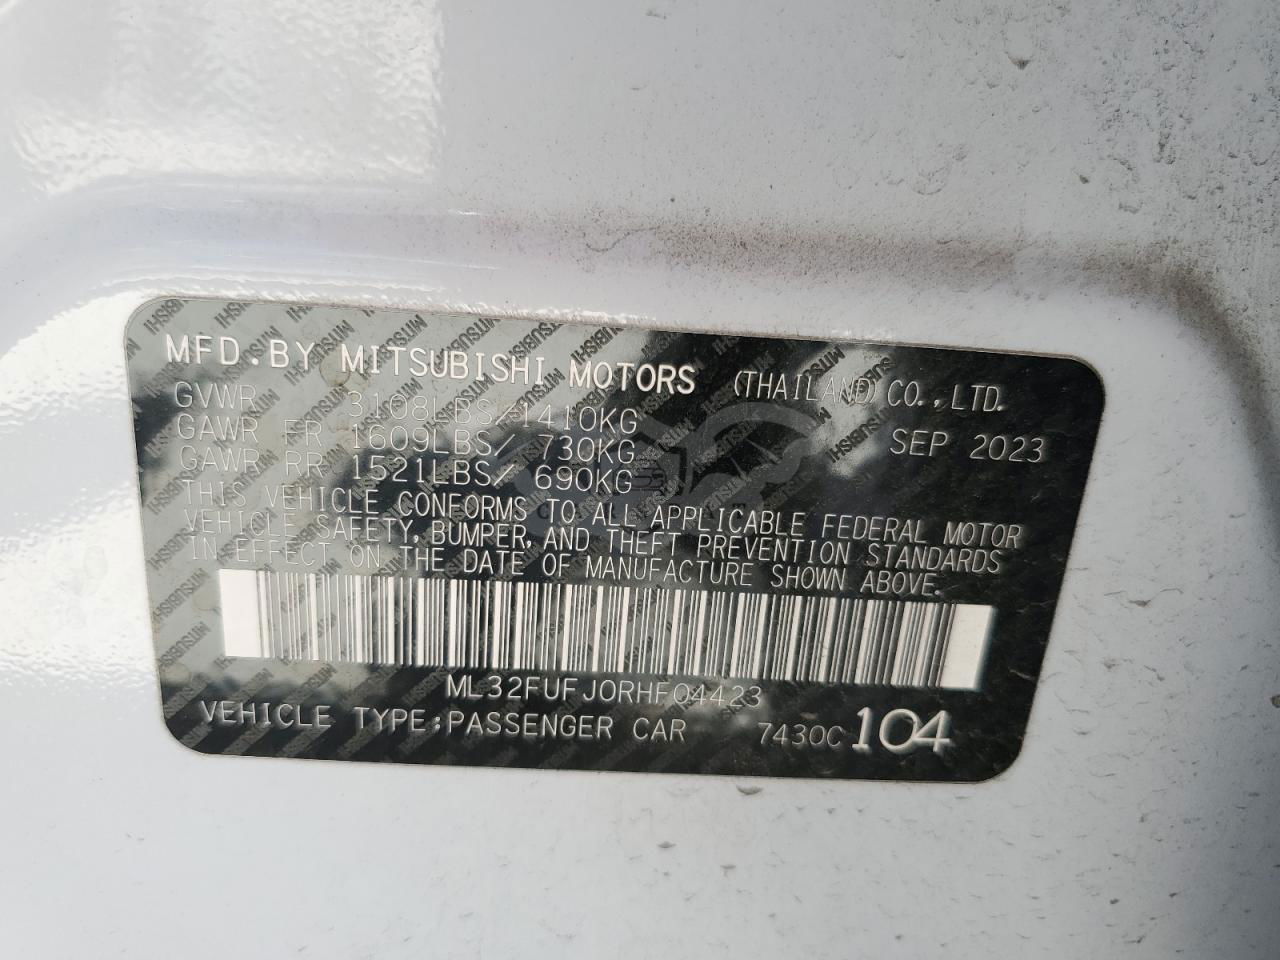 MFD.BY MITSUBISHI MOTORS (THAILAND) CO.,LTD.
GVWR 3108LBS/1410KG
GAWR FR 1609LBS/ 730KG SEP 2023
GAWR RR 1521LBS/ 690KG
THIS VEHICLE CONFORMS TO ALL APPLICABLE FEDERAL MOTOR
VEHICLE SAFETY, BUMPER, AND THEFT PREVENTION STANDARDS
IN EFFECT ON THE DATE OF MANUFACTURE SHOWN ABOVE.
ML32FUFJ0RHF04423
VEHICLE TYPE:PASSENGER CAR 7430C 104